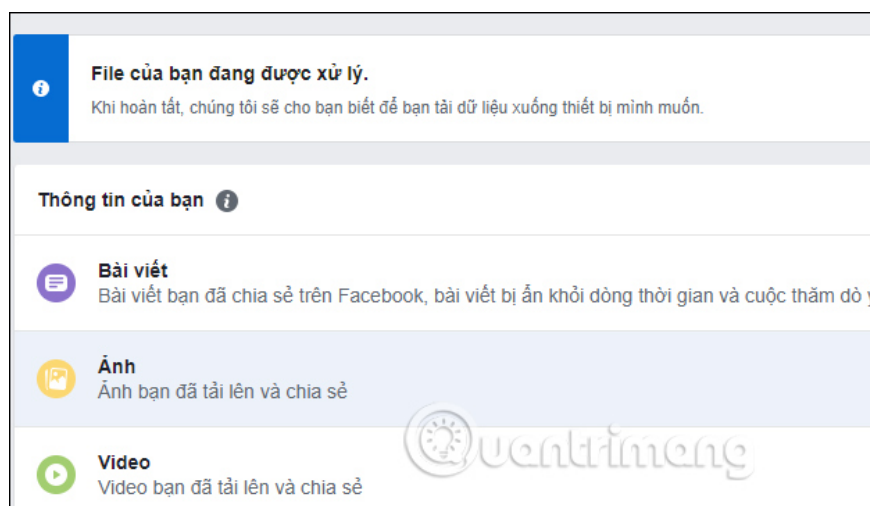 File của bạn đang được xử lý.
Khi hoàn tất, chúng tôi sẽ cho bạn biết để bạn tải dữ liệu xuống thiết bị mình muốn.
Thông tin của bạn
Bài viết
Bài viết bạn đã chia sẻ trên Facebook, bài viết bị ẩn khỏi dòng thời gian và cuộc thăm dò
Ảnh
Ảnh bạn đã tải lên và chia sẻ
Quantrimang
Video
Video bạn đã tải lên và chia sẻ